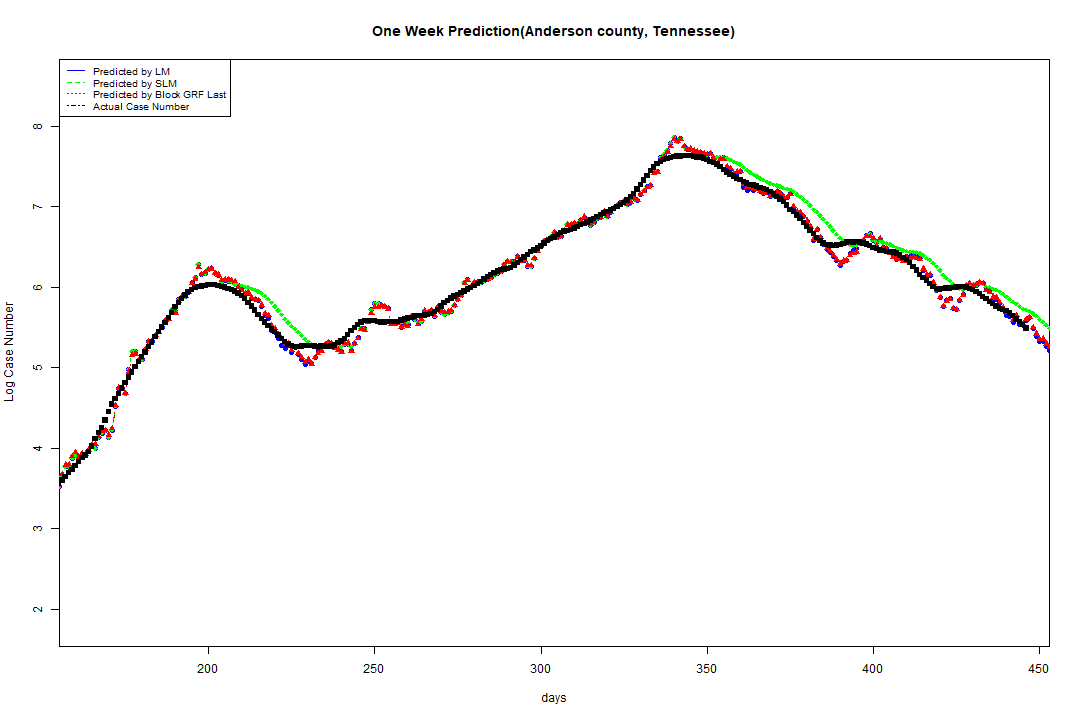 One Week Prediction(Anderson county, Tennessee)
Predicted by LM
Predicted by SLM
Predicted by Block GRF Last
Actual Case Number
8
7
6
5
4
3
2
Log Case Number
200 250 300 350 400 450
days